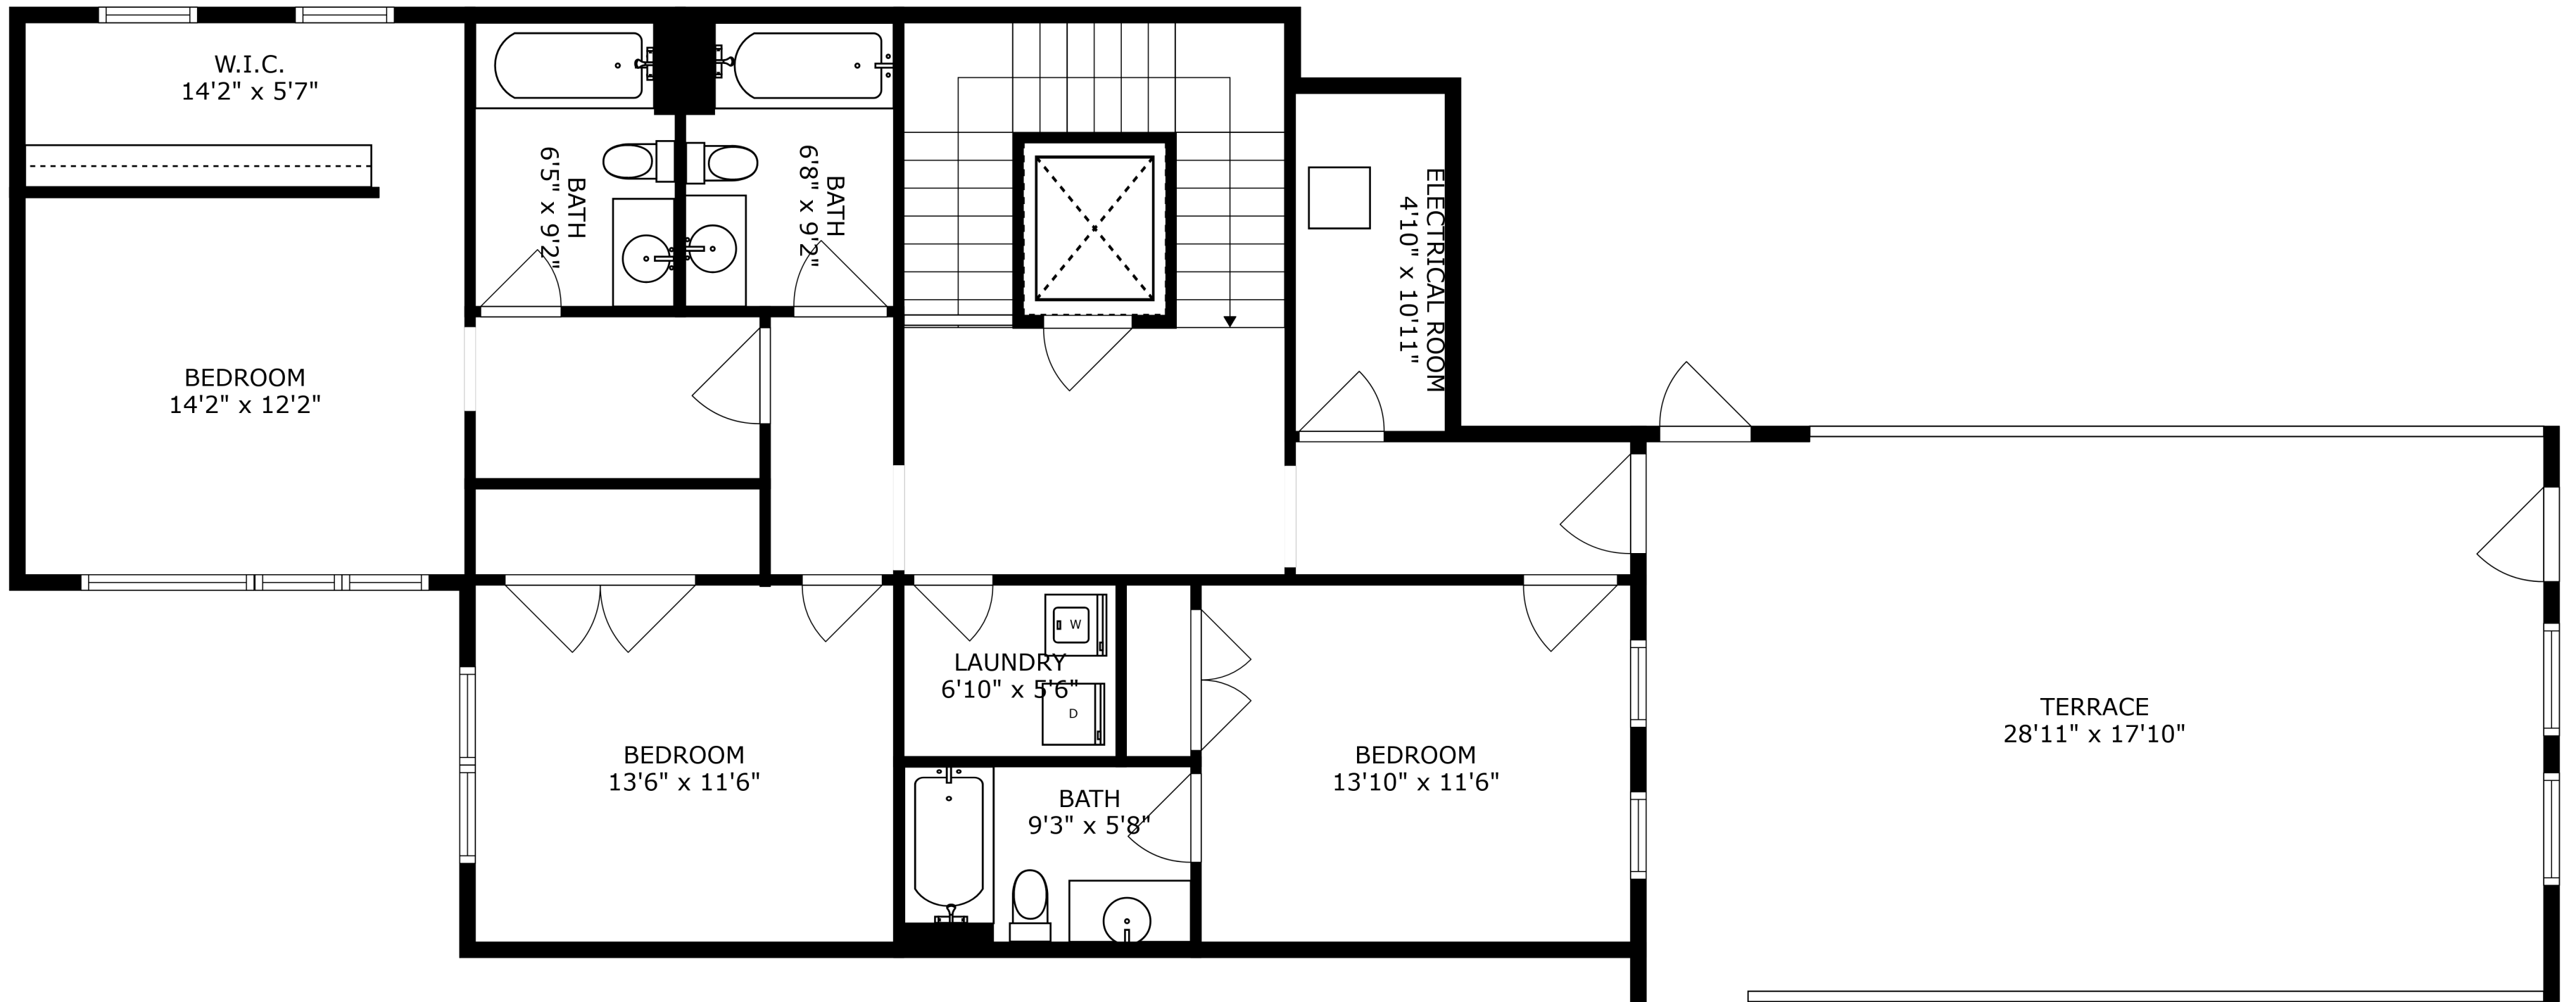 W.I.C.
14'2" x 5'7"
BATH
6'5" x 9'2"
BATH
6'8" x 9'2"
ELECTRICAL ROOM
4'10" x 10'11"
BEDROOM
14'2" x 12'2"
W
LAUNDRY
6'10" x 5'6"
D
BEDROOM
13'6" x 11'6"
BATH
9'3" x 5'8"
BEDROOM
13'10" x 11'6"
TERRACE
28'11" x 17'10"